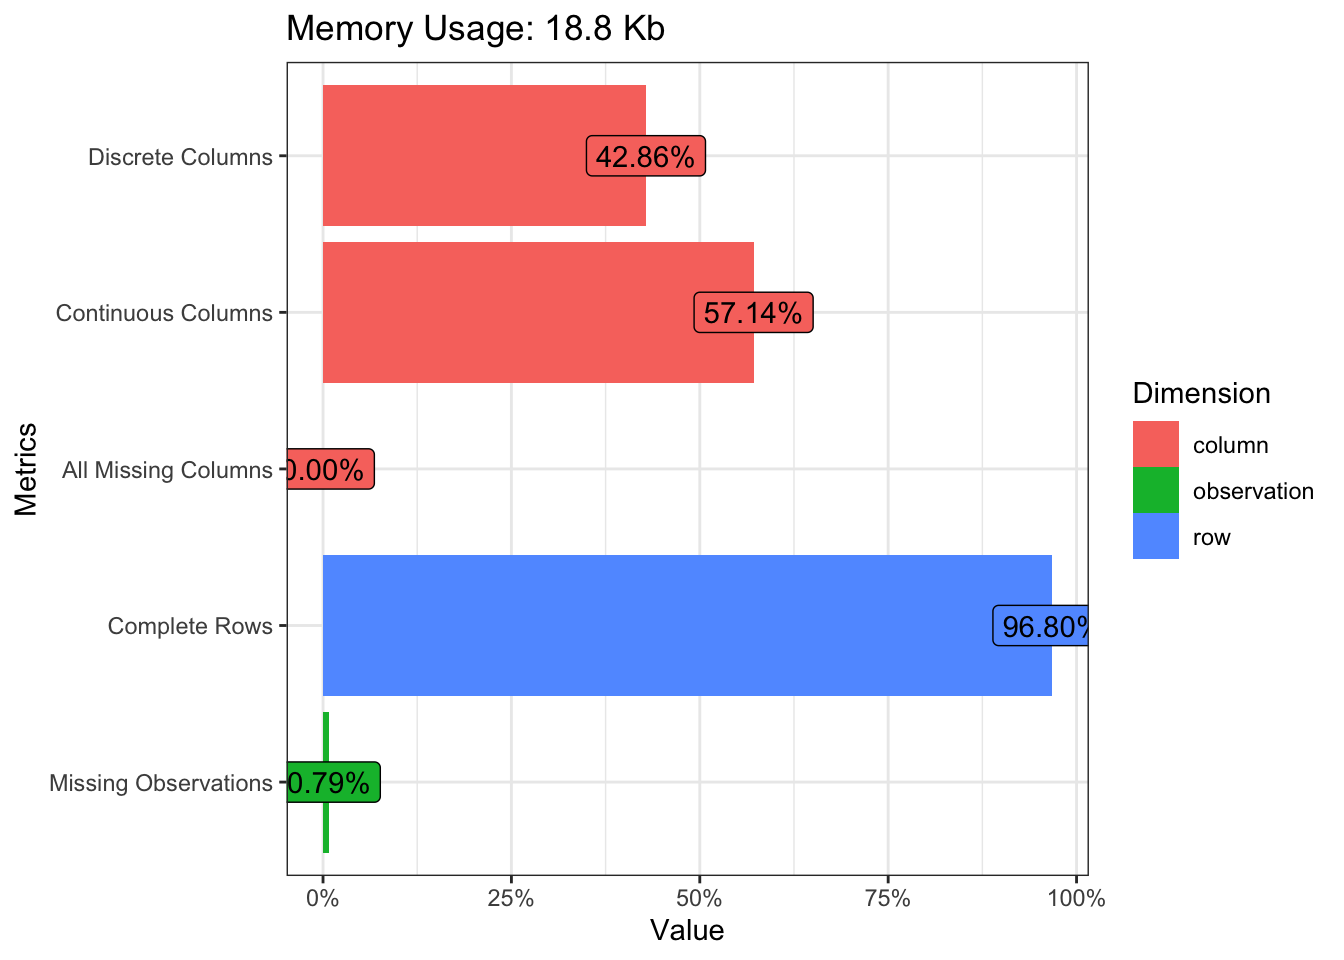 Memory Usage: 18.8 Kb
Metrics
Discrete Columns
42.86%
Continuous Columns
57.14%
All Missing Columns
0.00%
Complete Rows
96.80%
Missing Observations
0.79%
0%
25%
50%
75%
100%
Value
Dimension
column
observation
row